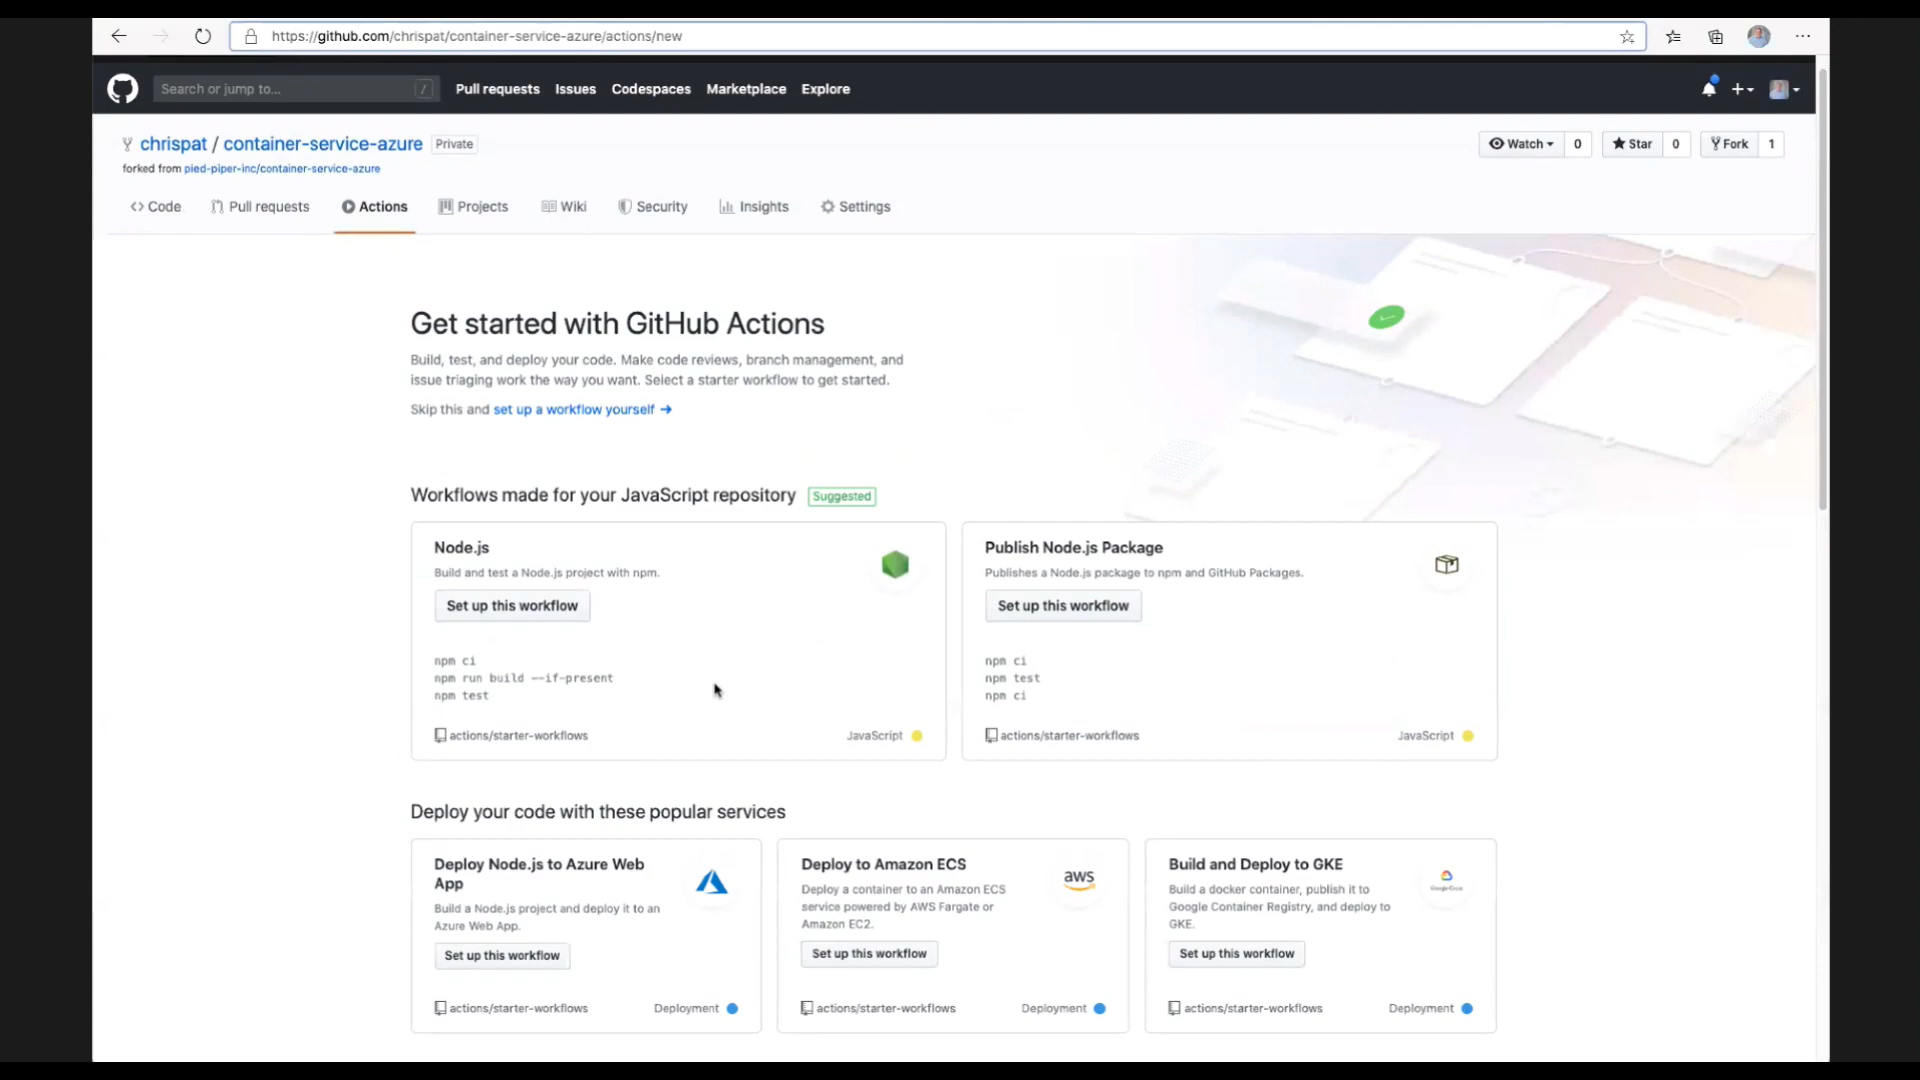 https://github.com/chrispat/container-service-azure/actions/new
Search or jump to... /
Pull requests Issues Codespaces Marketplace Explore
chrispat / container-service-azure Private
Watch 0 Star 0 Fork 1
forked from pied-piper-inc/container-service-azure
Code Pull requests Actions Projects Wiki Security Insights Settings
Get started with GitHub Actions
Build, test, and deploy your code. Make code reviews, branch management, and
issue triaging work the way you want. Select a starter workflow to get started.
Skip this and set up a workflow yourself →
Workflows made for your JavaScript repository Suggested
Node.js
Build and test a Node.js project with npm.
Set up this workflow
npm ci
npm run build --if-present
npm test
actions/starter-workflows JavaScript
Publish Node.js Package
Publishes a Node.js package to npm and GitHub Packages.
Set up this workflow
npm ci
npm test
npm ci
actions/starter-workflows JavaScript
Deploy your code with these popular services
Deploy Node.js to Azure Web
App
Build a Node.js project and deploy it to an
Azure Web App.
Set up this workflow
actions/starter-workflows Deployment
Deploy to Amazon ECS
aws
Deploy a container to an Amazon ECS
service powered by AWS Fargate or
Amazon EC2.
Set up this workflow
actions/starter-workflows Deployment
Build and Deploy to GKE
Build a docker container, publish it to
Google Container Registry, and deploy to
GKE.
Set up this workflow
actions/starter-workflows Deployment